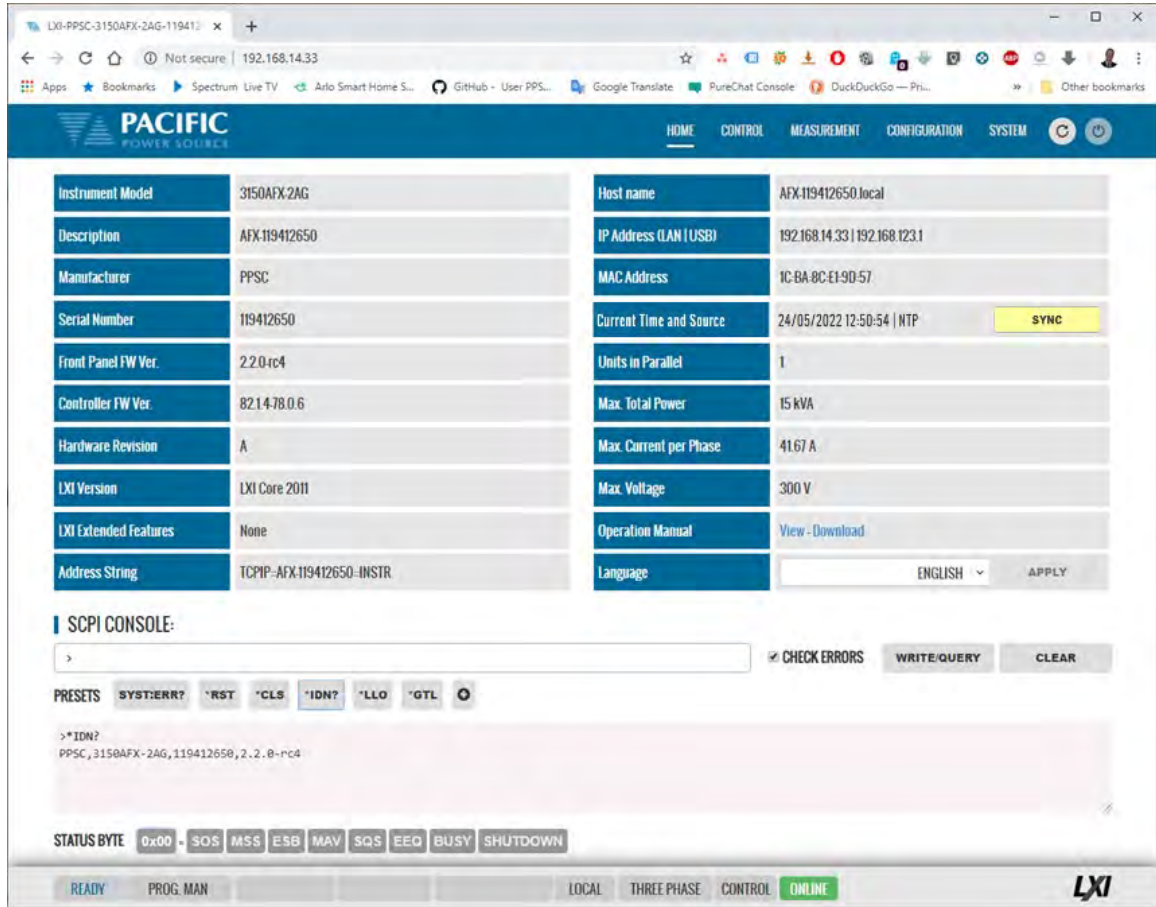 LXI-PPSC-3150AFX-2AG-119412
Not secure | 192.168.14.33
Apps Bookmarks Spectrum Live TV Arlo Smart Home S... GitHub - User PPS... Google Translate PureChat Console DuckDuckGo — Pri... » Other bookmarks
PACIFIC
POWER SOURCE
HOME CONTROL MEASUREMENT CONFIGURATION SYSTEM
Instrument Model 3150AFX-2AG Host name AFX-119412650.local
Description AFX-119412650 IP Address (LAN | USB) 192.168.14.33 | 192.168.123.1
Manufacturer PPSC MAC Address 1C-BA-8C-E1-9D-57
Serial Number 119412650 Current Time and Source 24/05/2022 12:50:54 | NTP SYNC
Front Panel FW Ver. 2.2.0-rc4 Units in Parallel 1
Controller FW Ver. 82.1.4-78.0.6 Max. Total Power 15 kVA
Hardware Revision A Max. Current per Phase 41.67 A
LXI Version LXI Core 2011 Max. Voltage 300 V
LXI Extended Features None Operation Manual View - Download
Address String TCPIP::AFX-119412650::INSTR Language ENGLISH APPLY
SCPI CONSOLE:
> CHECK ERRORS WRITE/QUERY CLEAR
PRESETS SYST:ERR? *RST *CLS *IDN? *LLO *GTL
>*IDN?
PPSC,3150AFX-2AG,119412650,2.2.0-rc4
STATUS BYTE 0x00 - SOS MSS ESB MAV SQS EEQ BUSY SHUTDOWN
READY PROG. MAN LOCAL THREE PHASE CONTROL ONLINE LXI